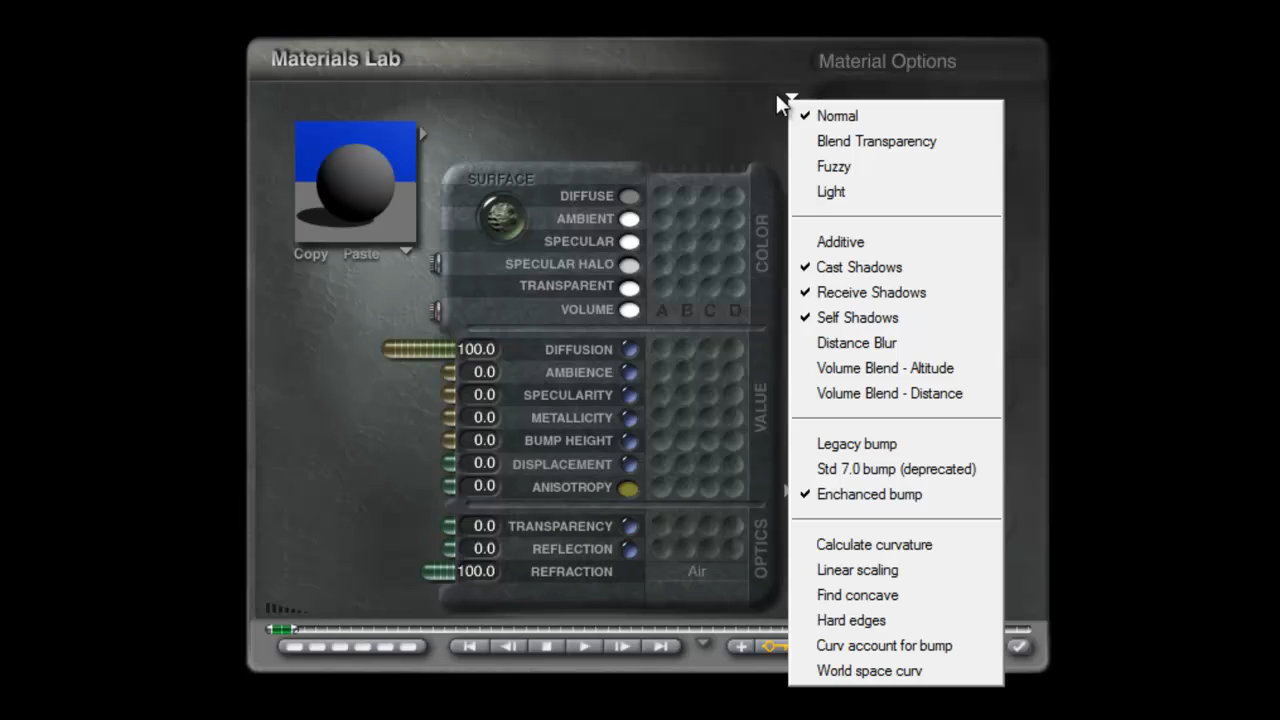 Materials Lab
Material Options
Copy Paste
SURFACE
DIFFUSE
AMBIENT
SPECULAR
SPECULAR HALO
TRANSPARENT
VOLUME
A B C D
COLOR
100.0 DIFFUSION
0.0 AMBIENCE
0.0 SPECULARITY
0.0 METALLICITY
0.0 BUMP HEIGHT
0.0 DISPLACEMENT
0.0 ANISOTROPY
VALUE
0.0 TRANSPARENCY
0.0 REFLECTION
100.0 REFRACTION
Air
OPTICS
Normal
Blend Transparency
Fuzzy
Light
Additive
Cast Shadows
Receive Shadows
Self Shadows
Distance Blur
Volume Blend - Altitude
Volume Blend - Distance
Legacy bump
Std 7.0 bump (deprecated)
Enchanced bump
Calculate curvature
Linear scaling
Find concave
Hard edges
Curv account for bump
World space curv